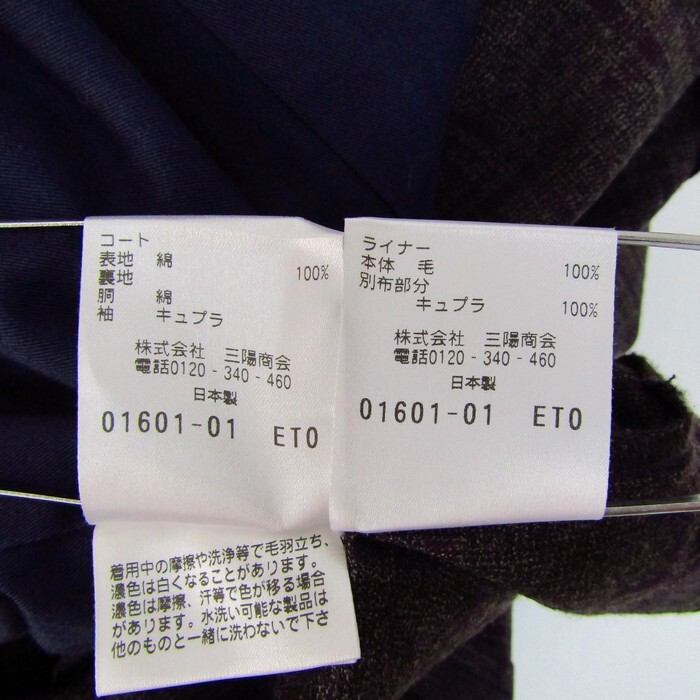 コート
表地 綿
裏地 100%
胴 綿
袖 キュプラ
株式会社 三陽商会
電話0120-340-460
日本製
01601-01 ET0
ライナー
本体 毛 100%
別布部分
キュプラ 100%
株式会社 三陽商会
電話0120-340-460
日本製
01601-01 ET0
着用中の摩擦や洗浄等で毛羽立ち、
濃色は白くなることがあります。
濃色は摩擦、汗等で色が移る場合
があります。水洗い可能な製品は
他のものと一緒に洗わないで下さ